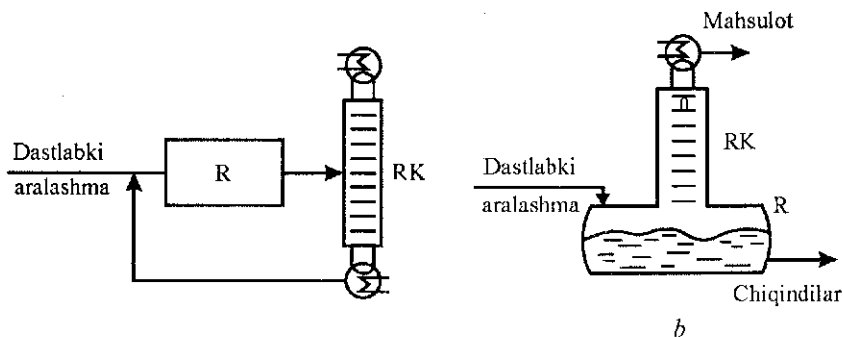 Dastlabki
aralashma
R
RK
Mahsulot
Dastlabki
aralashma
RK
R
Chiqindilar
b